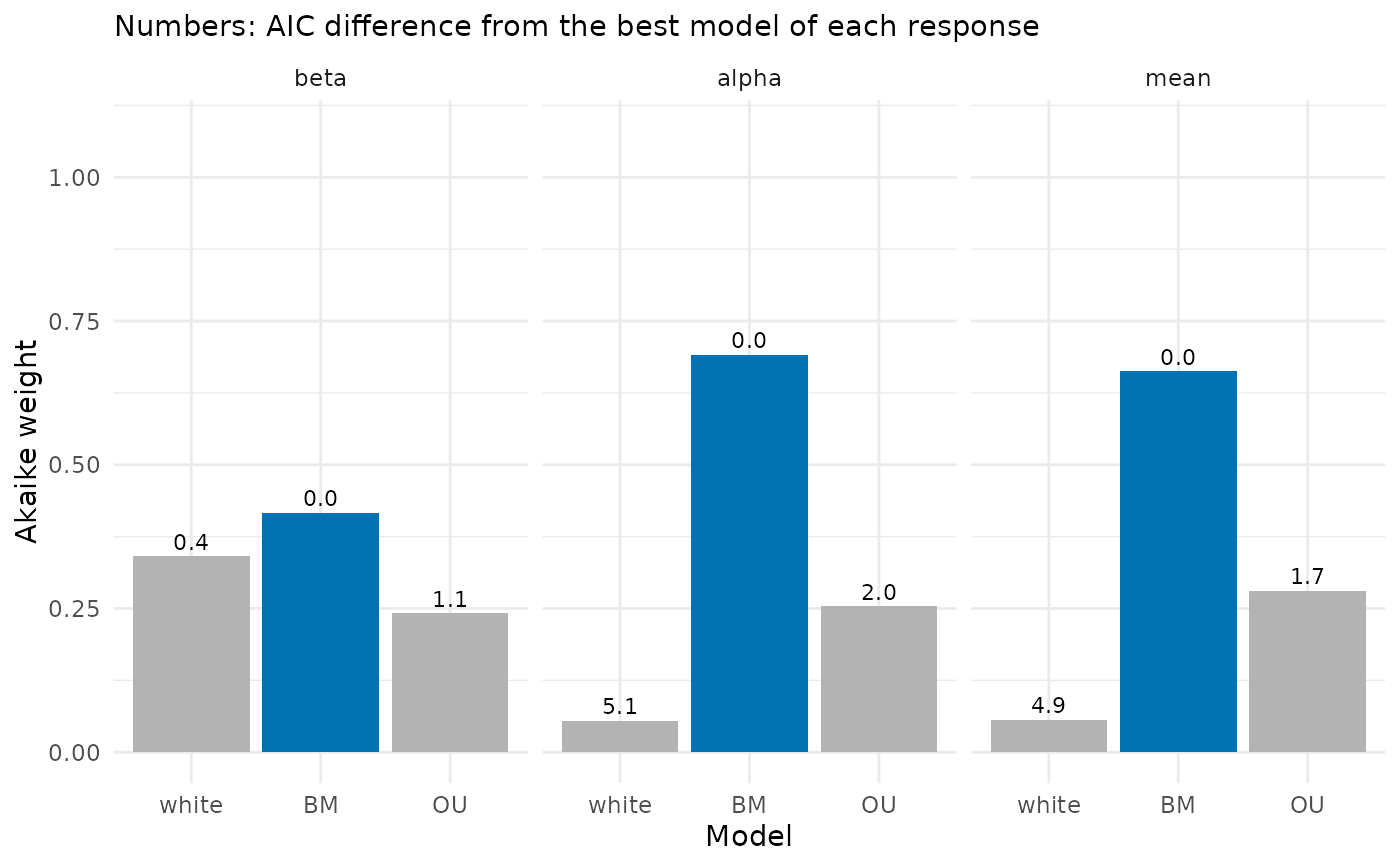 Numbers: AIC difference from the best model of each response
beta alpha mean
1.00
0.75
0.50
0.25
0.00
Akaike weight
0.4 0.0 1.1
5.1 0.0 2.0
4.9 0.0 1.7
white BM OU white BM OU white BM OU
Model